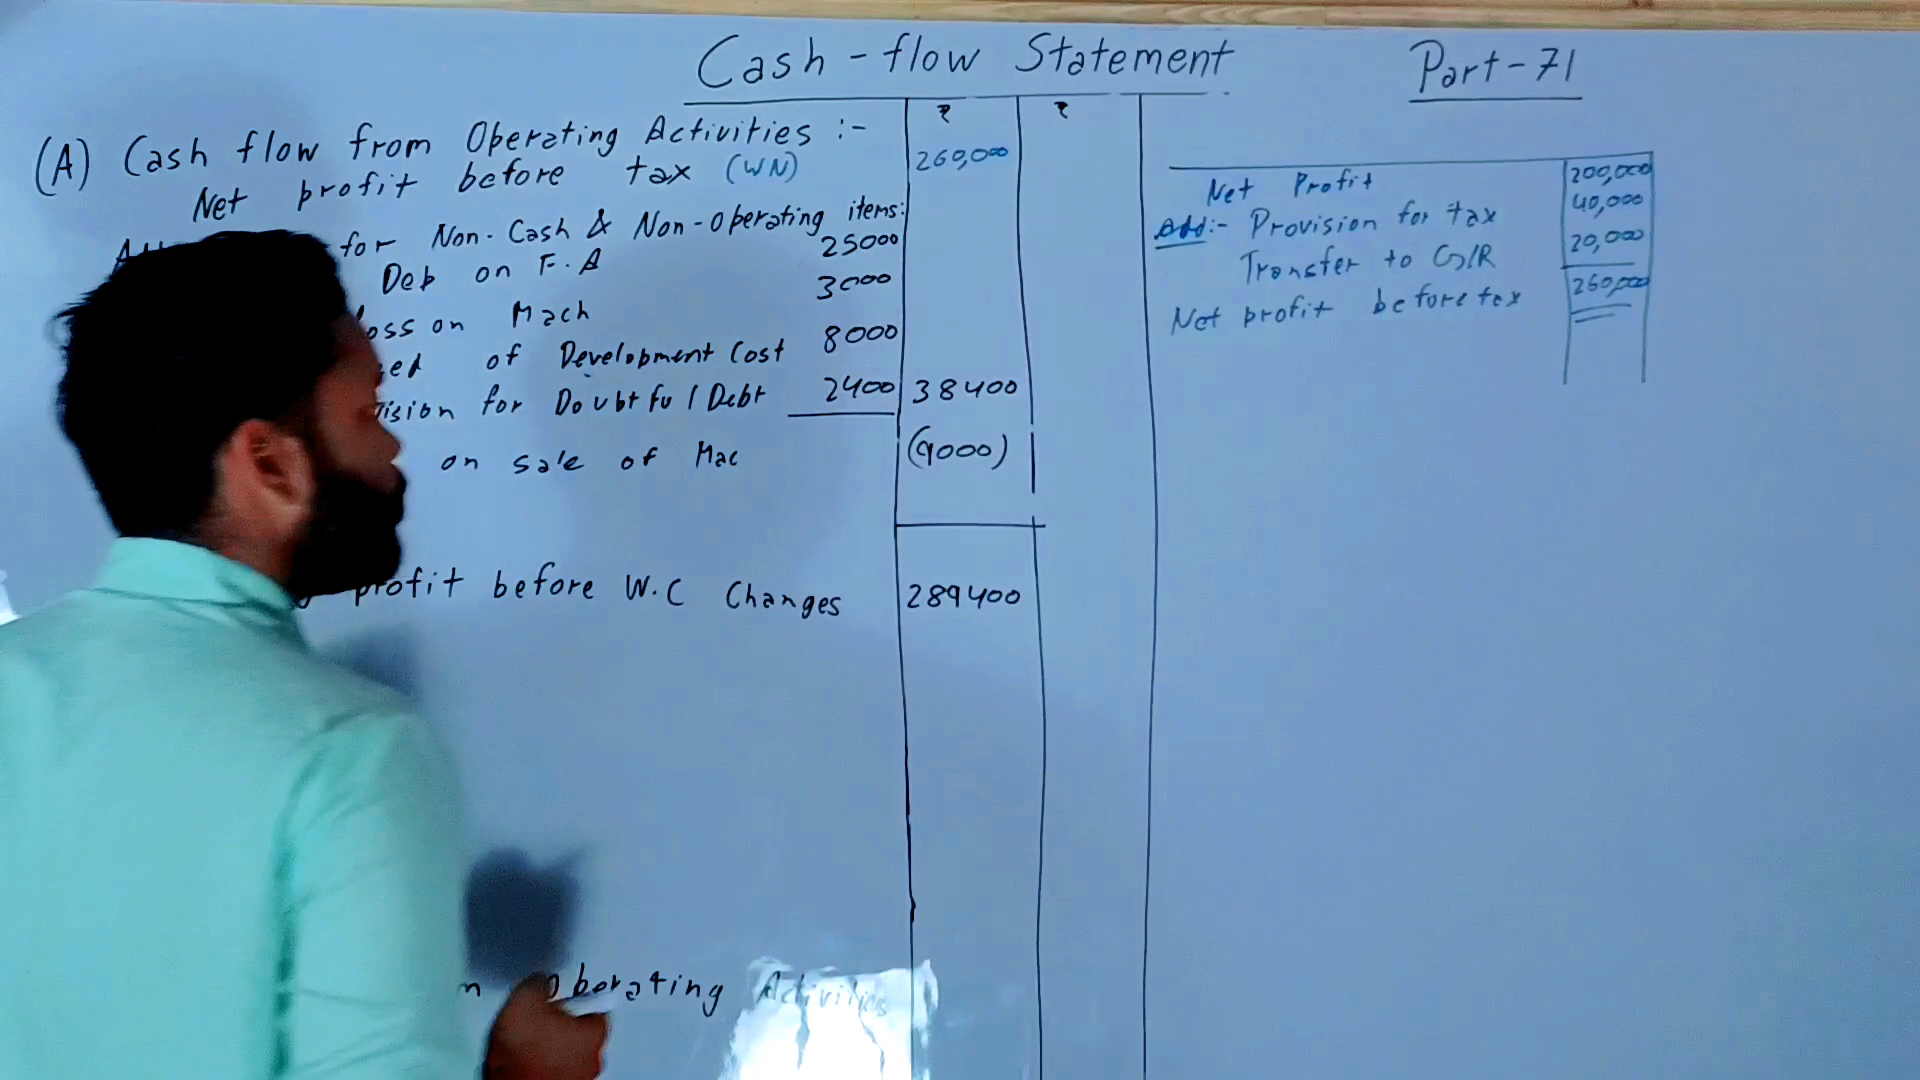 Cash-flow Statement
Part-71
₹ ₹
(A) Cash flow from Operating Activities :-
Net profit before tax (WN) 260,000
for Non-Cash & Non-operating items:
Dep on F.A 25000
Loss on Mach 3000
of Development Cost 8000
for Doubtful Debt 2400 38400
on sale of Mac (9000)
profit before W.C Changes 289400
Operating Activities
Net Profit 200,000
Add:- Provision for tax 40,000
Transfer to G/R 20,000
Net profit before tax 260,000